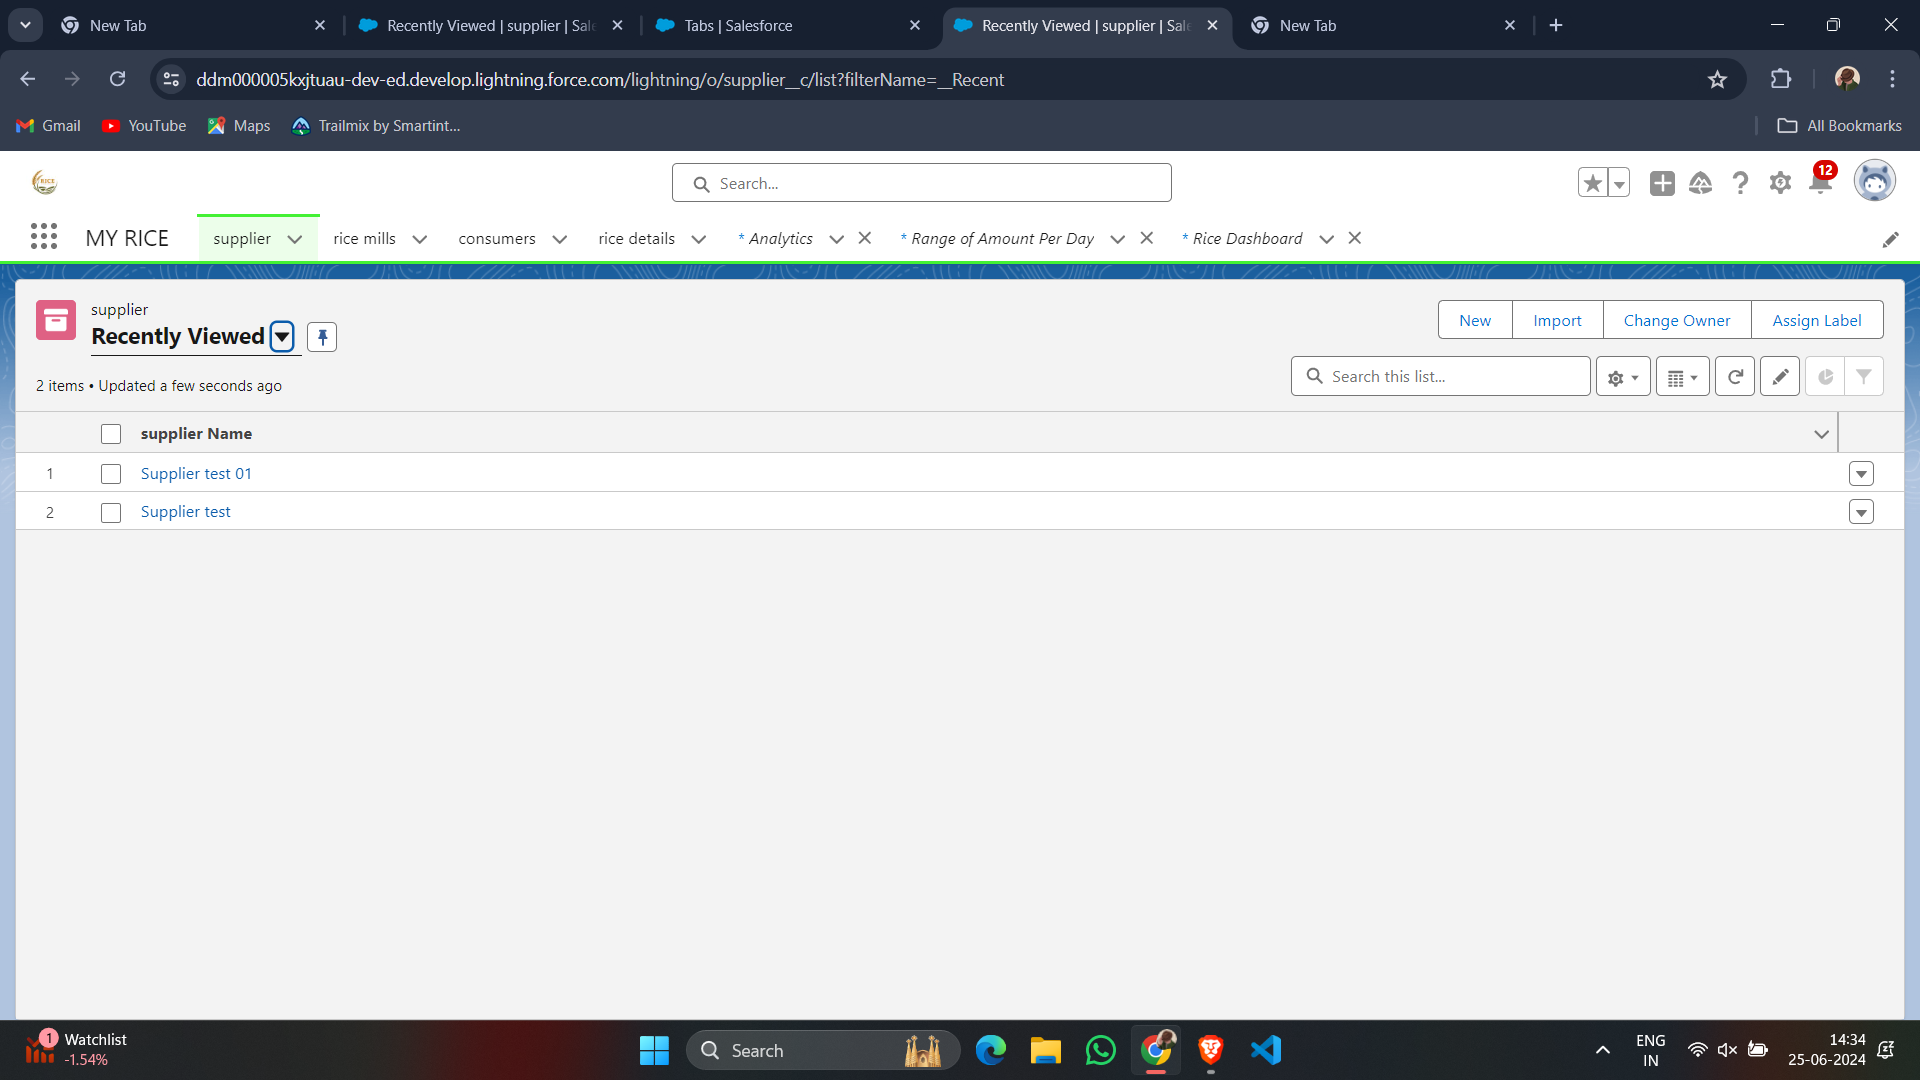 New Tab
Recently Viewed | supplier | Sale
Tabs | Salesforce
Recently Viewed | supplier | Sale
New Tab
ddm000005kxjtuau-dev-ed.develop.lightning.force.com/lightning/o/supplier__c/list?filterName=__Recent
Gmail
YouTube
Maps
Trailmix by Smartint...
All Bookmarks
RICE
Search...
12
MY RICE
supplier
rice mills
consumers
rice details
* Analytics
* Range of Amount Per Day
* Rice Dashboard
supplier
Recently Viewed
New
Import
Change Owner
Assign Label
2 items • Updated a few seconds ago
Search this list...
supplier Name
1 Supplier test 01
2 Supplier test
1
Watchlist
-1.54%
Search
ENG
IN
14:34
25-06-2024